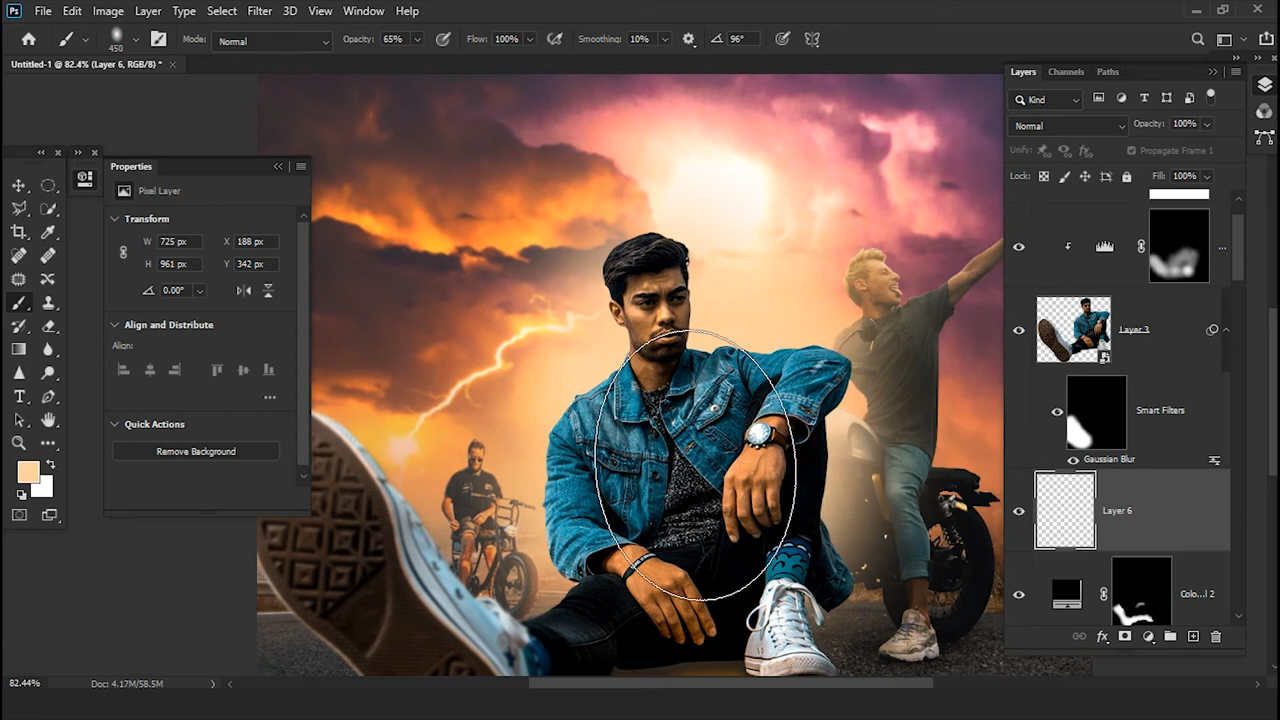 Ps File Edit Image Layer Type Select Filter 3D View Window Help
450 Mode: Normal Opacity: 65% Flow: 100% Smoothing: 10% 96°
Untitled-1 @ 82.4% (Layer 6, RGB/8) *
Layers Channels Paths
Kind
Normal Opacity: 100%
Unify: Propagate Frame 1
Lock: Fill: 100%
Properties
Pixel Layer
Transform
W 725 px X 188 px
H 961 px Y 342 px
0.00°
Align and Distribute
Align:
Quick Actions
Remove Background
Layer 3
Smart Filters
Gaussian Blur
Layer 6
Colo...l 2
82.44% Doc: 4.17M/58.5M